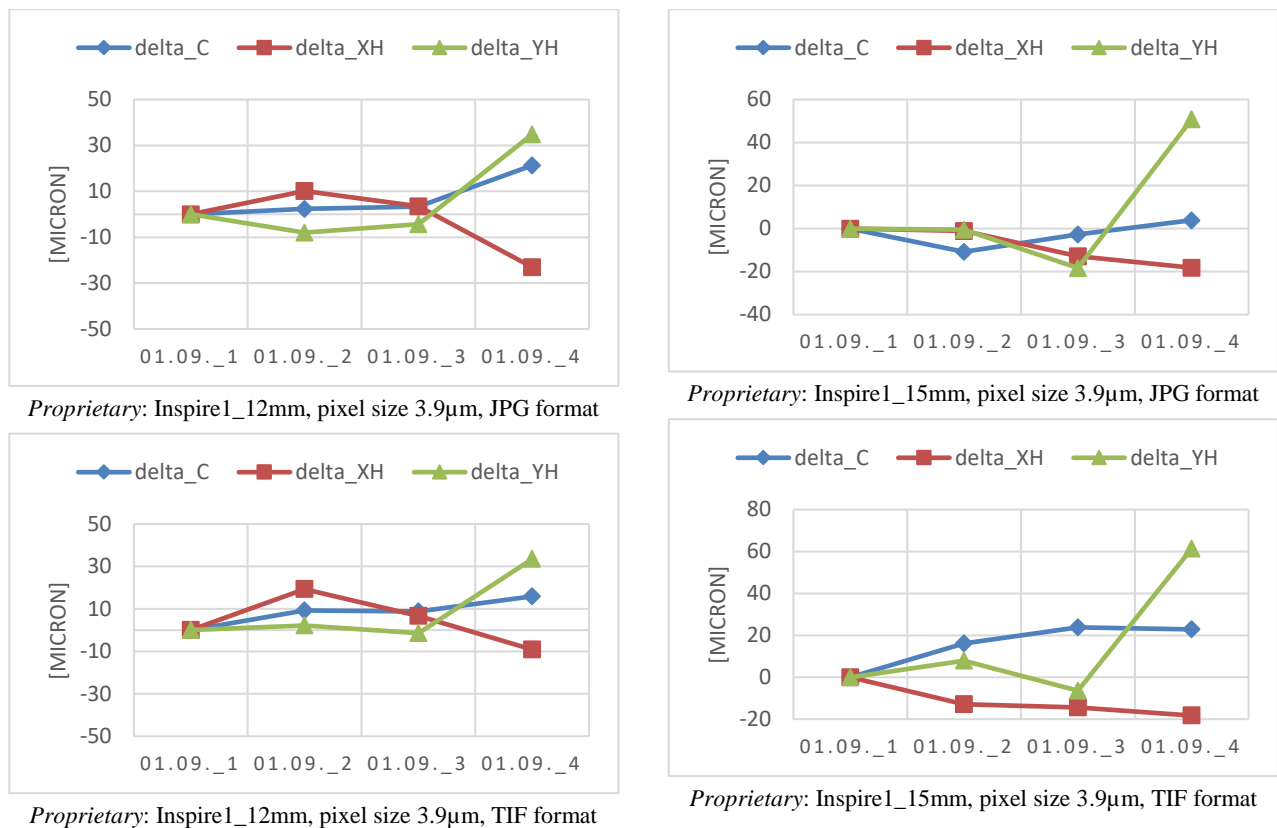 delta_C delta_XH delta_YH
50
30
10
-10
-30
-50
[MICRON]
01.09._1 01.09._2 01.09._3 01.09._4
Proprietary: Inspire1_12mm, pixel size 3.9µm, JPG format
delta_C delta_XH delta_YH
60
40
20
0
-20
-40
[MICRON]
01.09._1 01.09._2 01.09._3 01.09._4
Proprietary: Inspire1_15mm, pixel size 3.9µm, JPG format
delta_C delta_XH delta_YH
50
30
10
-10
-30
-50
[MICRON]
01.09._1 01.09._2 01.09._3 01.09._4
Proprietary: Inspire1_12mm, pixel size 3.9µm, TIF format
delta_C delta_XH delta_YH
80
60
40
20
0
-20
[MICRON]
01.09._1 01.09._2 01.09._3 01.09._4
Proprietary: Inspire1_15mm, pixel size 3.9µm, TIF format